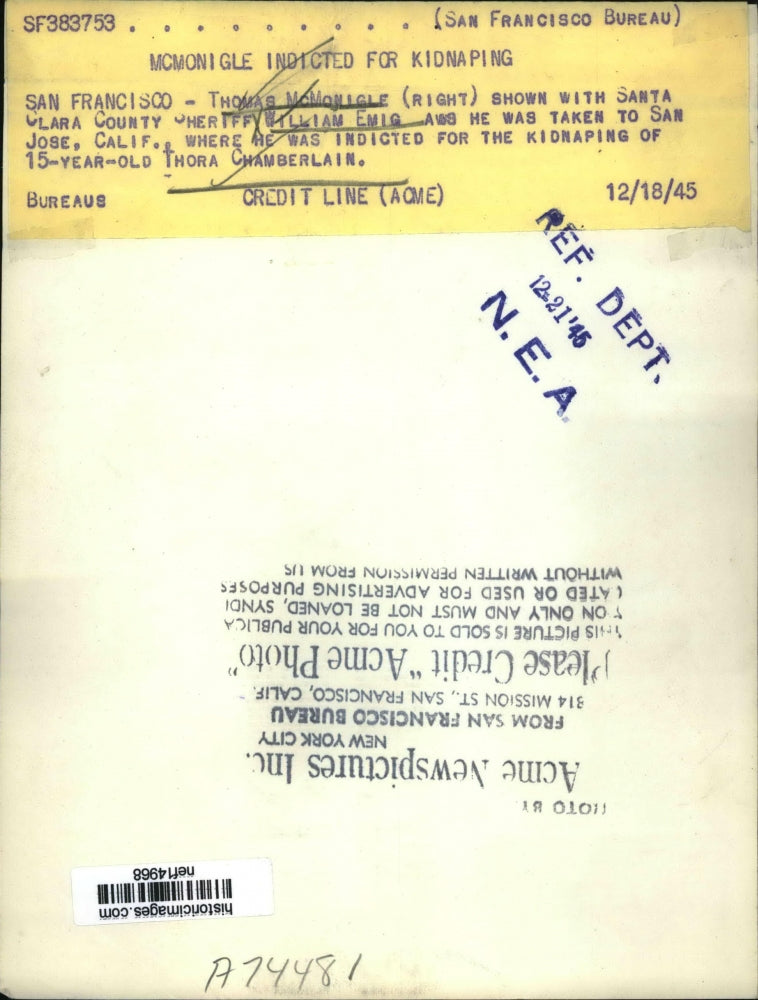 SF383753 . . . . . . . . . . . (SAN FRANCISCO BUREAU)
MCMONIGLE INDICTED FOR KIDNAPING
SAN FRANCISCO - THOMAS MCMONIGLE (RIGHT) SHOWN WITH SANTA
CLARA COUNTY SHERIFF WILLIAM EMIG AWS HE WAS TAKEN TO SAN
JOSE, CALIF., WHERE HE WAS INDICTED FOR THE KIDNAPING OF
15-YEAR-OLD THORA CHAMBERLAIN.
BUREAUS CREDIT LINE (ACME) 12/18/45
REF. DEPT.
12-21'45
N. E. A.
PHOTO BY
Acme Newspictures Inc.
NEW YORK CITY
FROM SAN FRANCISCO BUREAU
814 MISSION ST., SAN FRANCISCO, CALIF.
Please Credit "Acme Photo"
THIS PICTURE IS SOLD TO YOU FOR YOUR PUBLICA
TION ONLY AND MUST NOT BE LOANED, SYNDI
CATED OR USED FOR ADVERTISING PURPOSES
WITHOUT WRITTEN PERMISSION FROM US
historicimages.com
nef14968
A74481